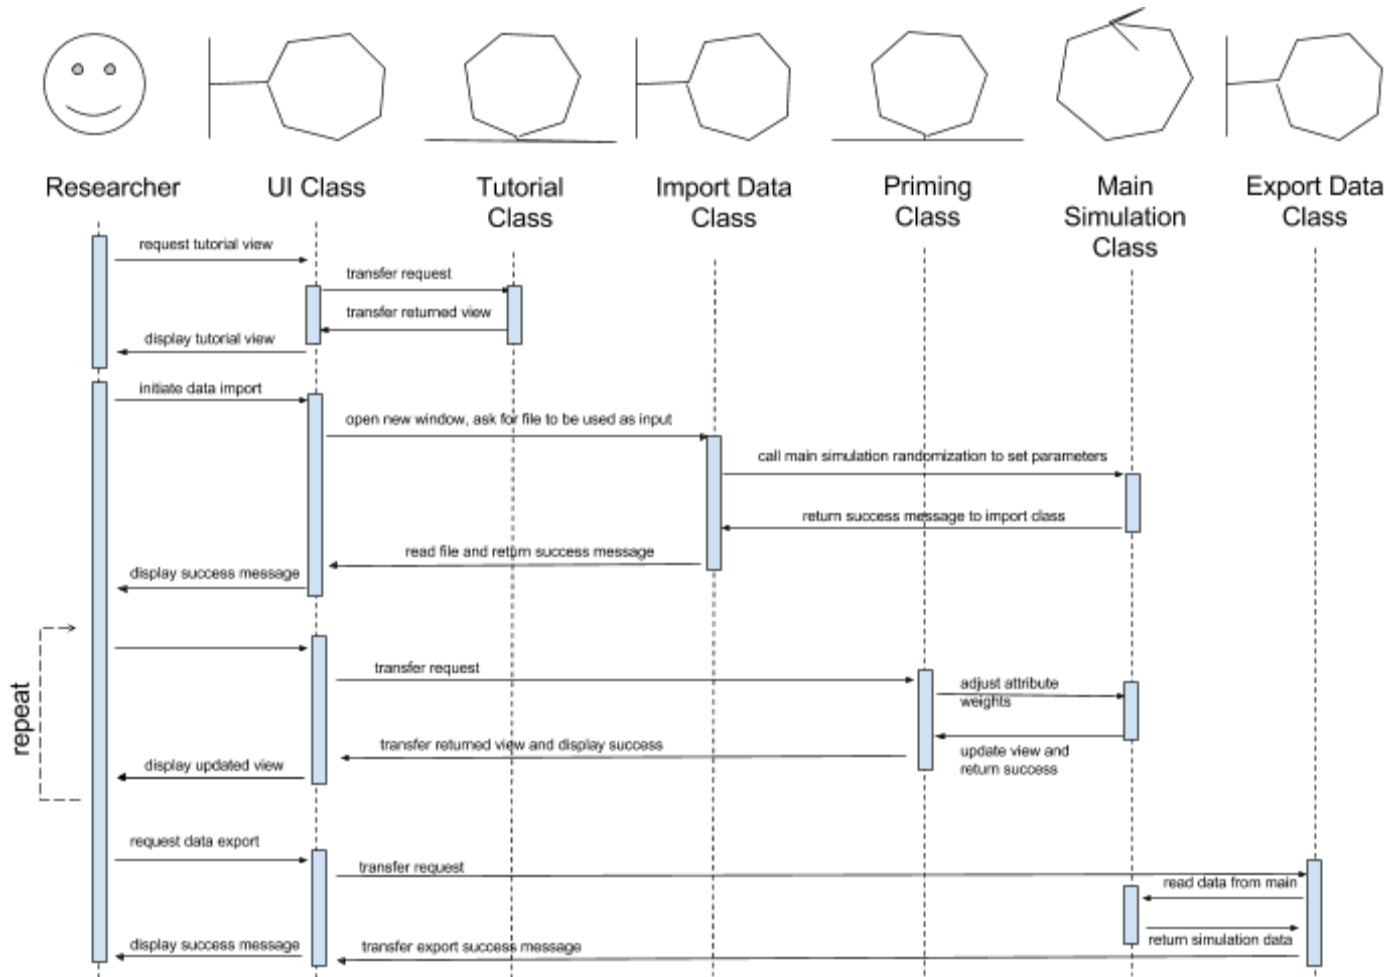 Researcher
UI Class
Tutorial
Class
Import Data
Class
Priming
Class
Main
Simulation
Class
Export Data
Class
request tutorial view
transfer request
transfer returned view
display tutorial view
initiate data import
open new window, ask for file to be used as input
call main simulation randomization to set parameters
return success message to import class
read file and return success message
display success message
repeat
transfer request
adjust attribute
weights
transfer returned view and display success
update view and
return success
display updated view
request data export
transfer request
read data from main
return simulation data
display success message
transfer export success message